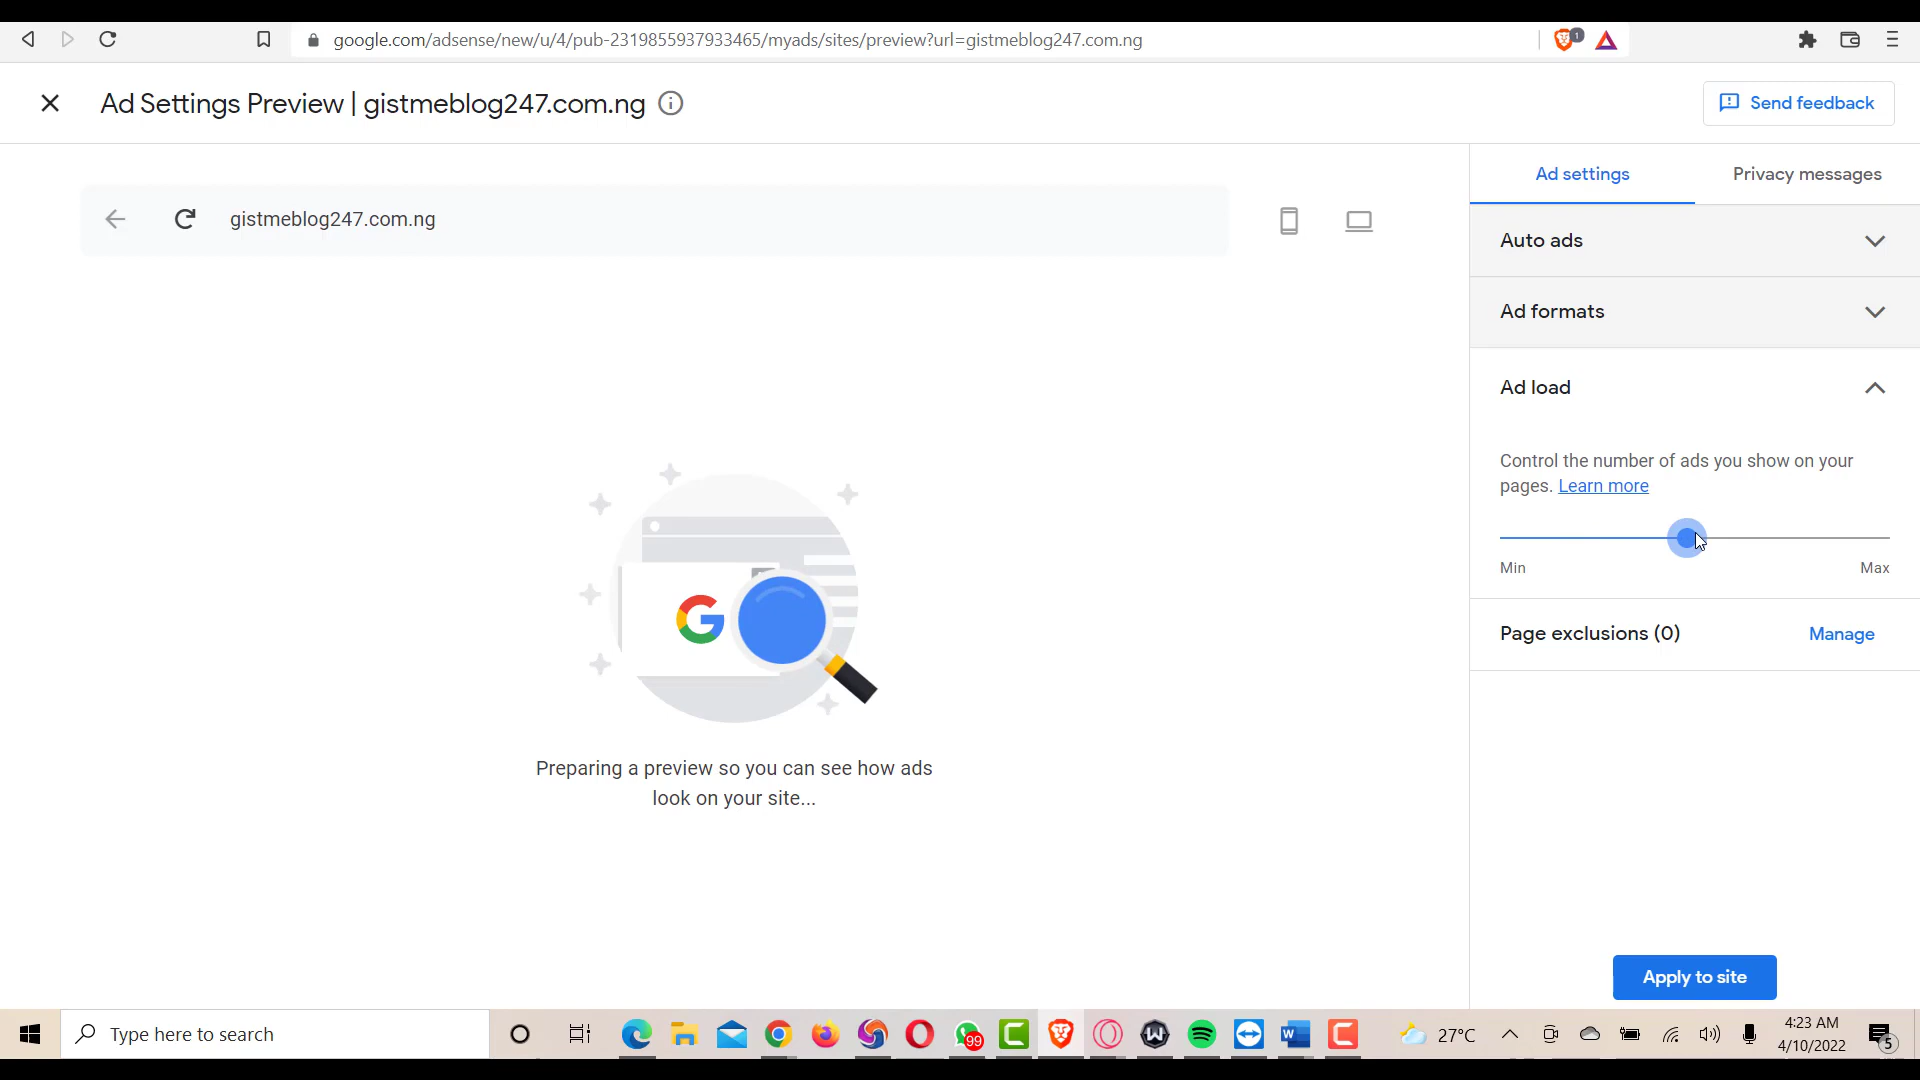 google.com/adsense/new/u/4/pub-2319855937933465/myads/sites/preview?url=gistmeblog247.com.ng
1
Ad Settings Preview | gistmeblog247.com.ng
Send feedback
Ad settings
Privacy messages
gistmeblog247.com.ng
Auto ads
Ad formats
Ad load
Control the number of ads you show on your
pages. Learn more
Min
Max
Page exclusions (0)
Manage
Preparing a preview so you can see how ads
look on your site...
Apply to site
Type here to search
99
27°C
4:23 AM
4/10/2022
5